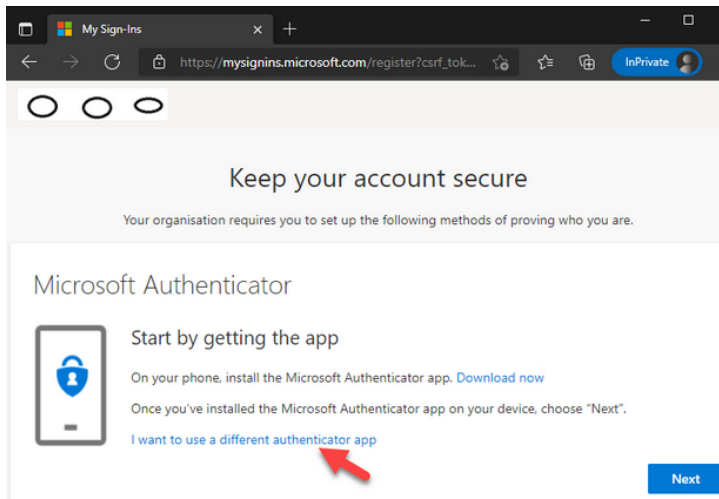 My Sign-Ins
https://mysignins.microsoft.com/register?csrf_tok...
InPrivate
Keep your account secure
Your organisation requires you to set up the following methods of proving who you are.
Microsoft Authenticator
Start by getting the app
On your phone, install the Microsoft Authenticator app. Download now
Once you've installed the Microsoft Authenticator app on your device, choose "Next".
I want to use a different authenticator app
Next